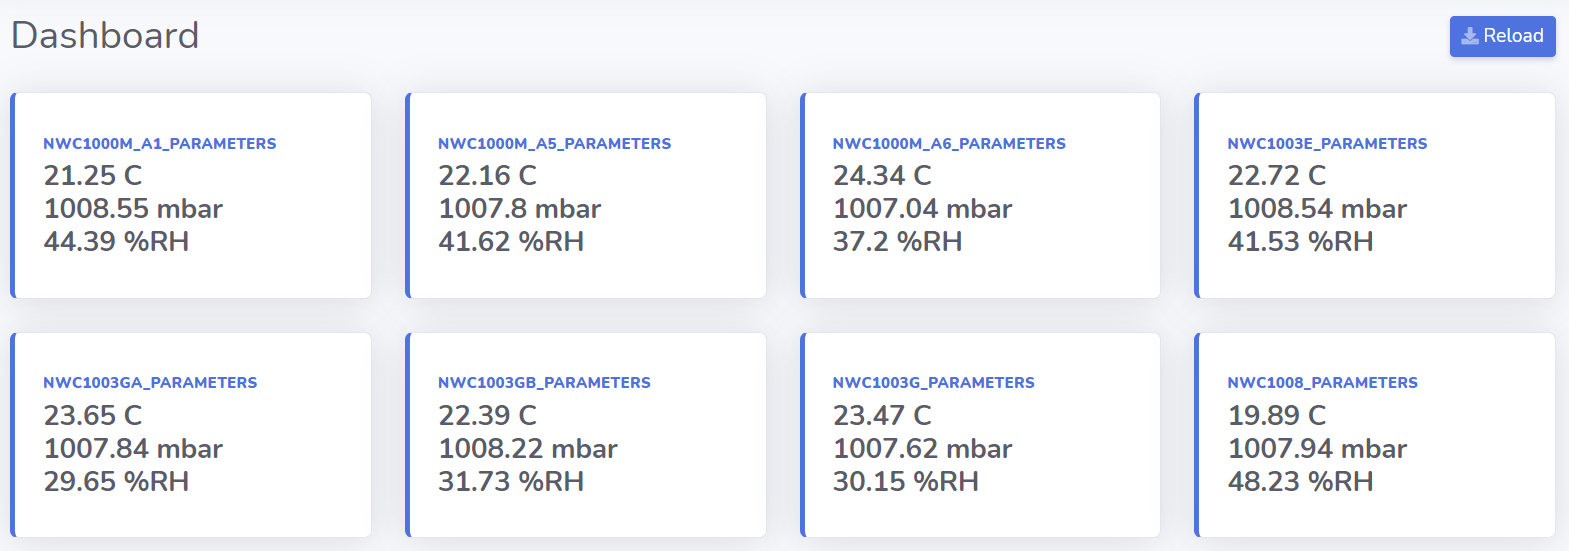 Dashboard
Reload
NWC1000M_A1_PARAMETERS
21.25 C
1008.55 mbar
44.39 %RH
NWC1000M_A5_PARAMETERS
22.16 C
1007.8 mbar
41.62 %RH
NWC1000M_A6_PARAMETERS
24.34 C
1007.04 mbar
37.2 %RH
NWC1003E_PARAMETERS
22.72 C
1008.54 mbar
41.53 %RH
NWC1003GA_PARAMETERS
23.65 C
1007.84 mbar
29.65 %RH
NWC1003GB_PARAMETERS
22.39 C
1008.22 mbar
31.73 %RH
NWC1003G_PARAMETERS
23.47 C
1007.62 mbar
30.15 %RH
NWC1008_PARAMETERS
19.89 C
1007.94 mbar
48.23 %RH